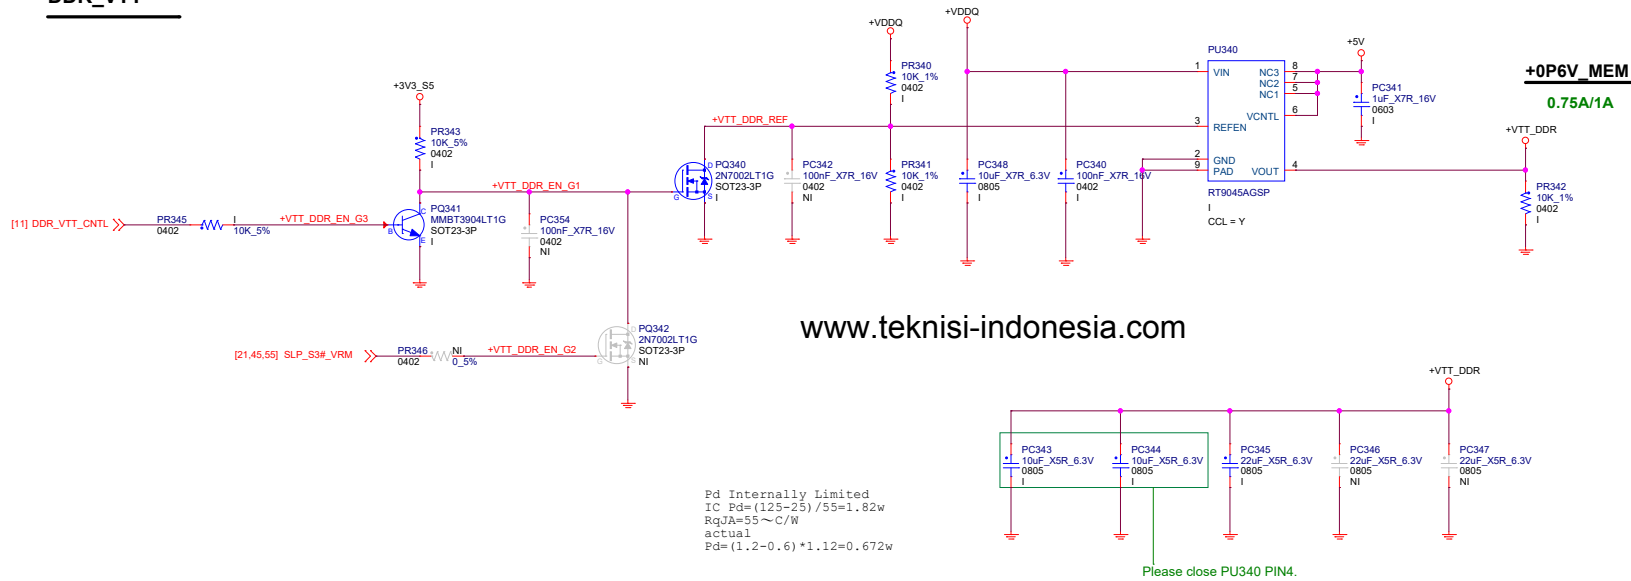 DDR_VTT
+3V3_S5
PR343
10K_5%
0402
I
+VTT_DDR_EN_G1
[11] DDR_VTT_CNTL
PR345
0402
I
10K_5%
+VTT_DDR_EN_G3
B
C
E
PQ341
MMBT3904LT1G
SOT23-3P
I
PC354
100nF_X7R_16V
0402
NI
[21,45,55] SLP_S3#_VRM
PR346
0402
NI
0_5%
+VTT_DDR_EN_G2
G
D
S
PQ342
2N7002LT1G
SOT23-3P
NI
+VTT_DDR_REF
G
D
S
PQ340
2N7002LT1G
SOT23-3P
I
PC342
100nF_X7R_16V
0402
NI
+VDDQ
PR340
10K_1%
0402
I
PR341
10K_1%
0402
I
+VDDQ
PC348
10uF_X7R_6.3V
0805
I
PC340
100nF_X7R_16V
0402
I
PU340
1 VIN NC3 8
NC2 7
NC1 5
VCNTL 6
3 REFEN
2 GND
9 PAD VOUT 4
RT9045AGSP
I
CCL = Y
+5V
PC341
1uF_X7R_16V
0603
I
+0P6V_MEM
0.75A/1A
+VTT_DDR
PR342
10K_1%
0402
I
www.teknisi-indonesia.com
+VTT_DDR
PC343
10uF_X5R_6.3V
0805
I
PC344
10uF_X5R_6.3V
0805
I
PC345
22uF_X5R_6.3V
0805
I
PC346
22uF_X5R_6.3V
0805
NI
PC347
22uF_X5R_6.3V
0805
NI
Please close PU340 PIN4.
Pd Internally Limited
IC Pd=(125-25)/55=1.82w
RqJA=55～C/W
actual
Pd=(1.2-0.6)*1.12=0.672w